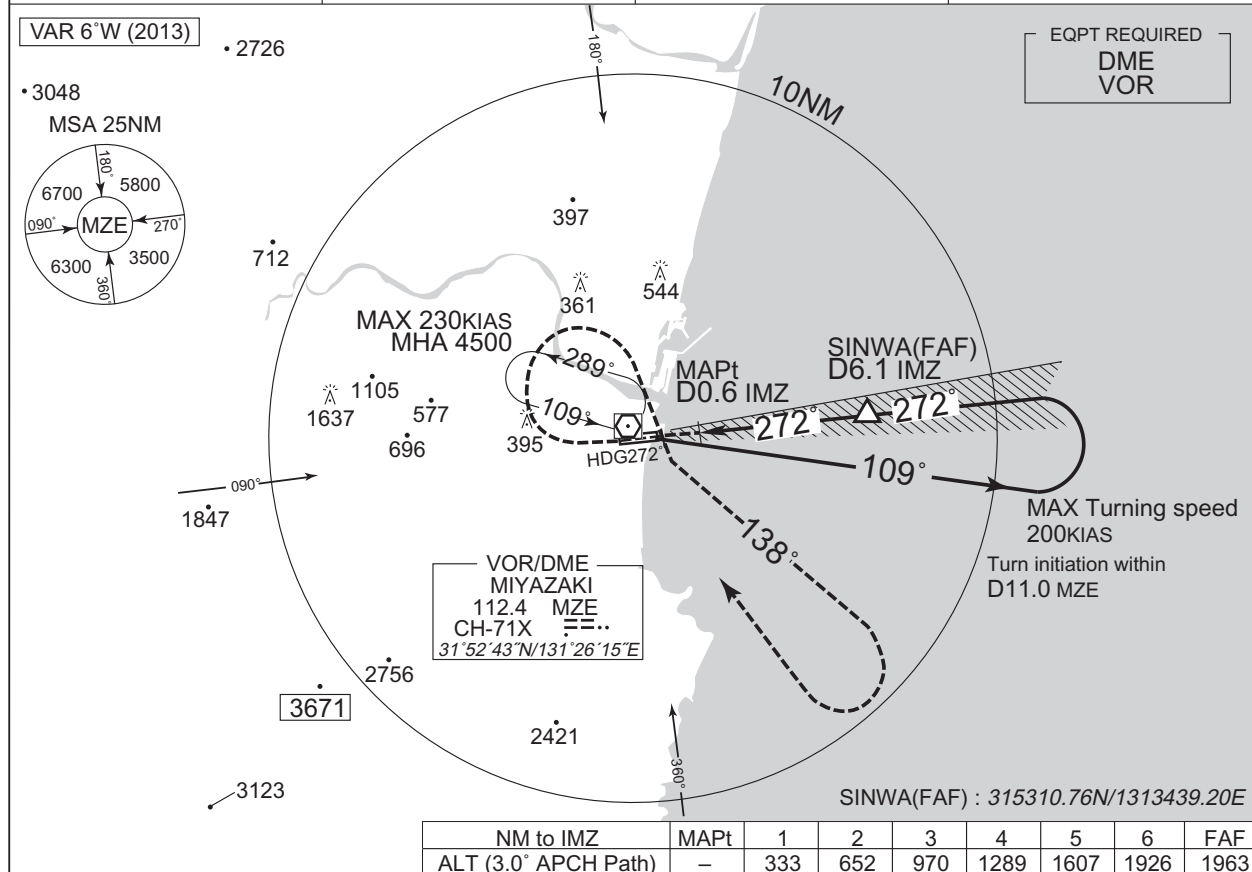 VAR 6°W (2013)
2726
3048
MSA 25NM
180°
6700
5800
MZE
090°
270°
6300
3500
360°
180°
10NM
EQPT REQUIRED
DME
VOR
397
712
361
544
MAX 230KIAS
MHA 4500
289°
109°
MAPt
D0.6 IMZ
SINWA(FAF)
D6.1 IMZ
272°
272°
1105
1637
577
696
395
HDG272°
109°
090°
1847
MAX Turning speed
200KIAS
Turn initiation within
D11.0 MZE
138°
VOR/DME
MIYAZAKI
112.4 MZE
CH-71X
31°52´43˝N/131°26´15˝E
2756
3671
2421
3123
360°
SINWA(FAF) : 315310.76N/1313439.20E
NM to IMZ MAPt 1 2 3 4 5 6 FAF
ALT (3.0° APCH Path) – 333 652 970 1289 1607 1926 1963